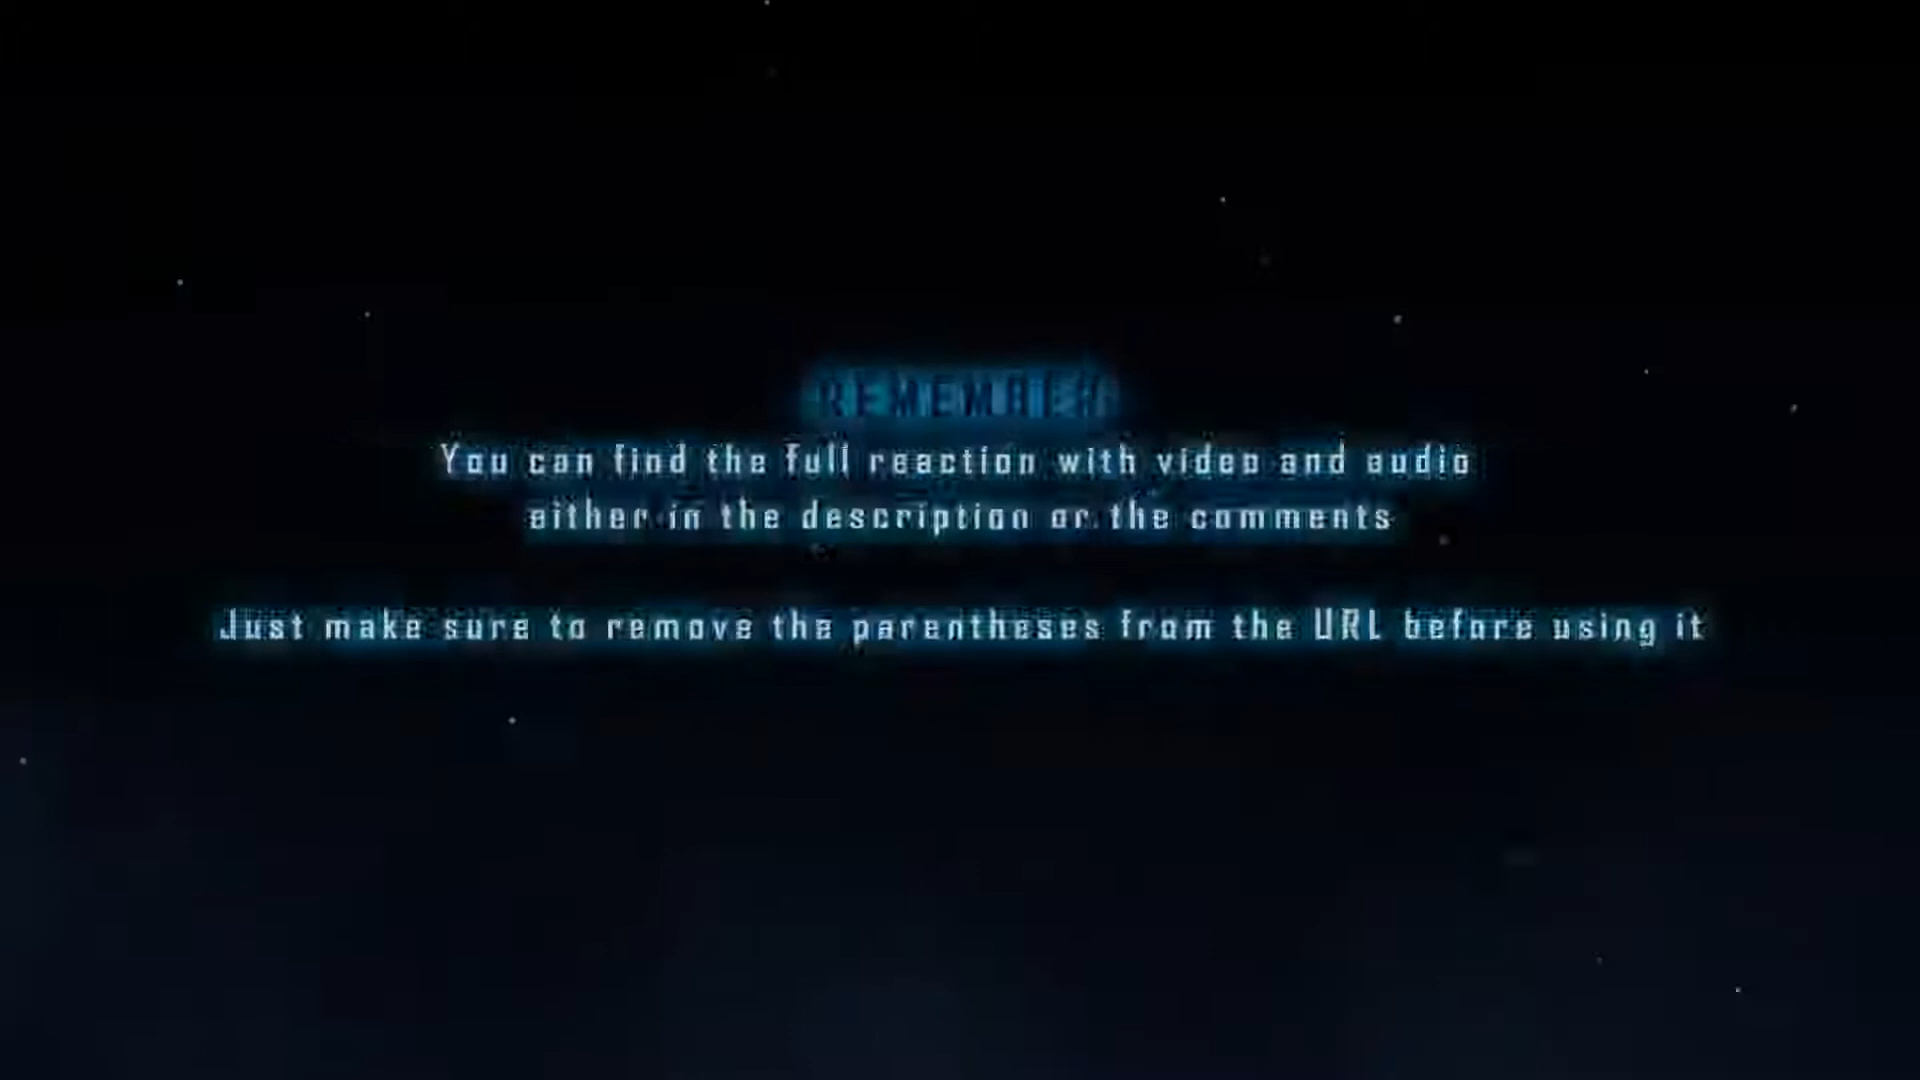 REMEMBER
You can find the full reaction with video and audio
either in the description or the comments
Just make sure to remove the parentheses from the URL before using it